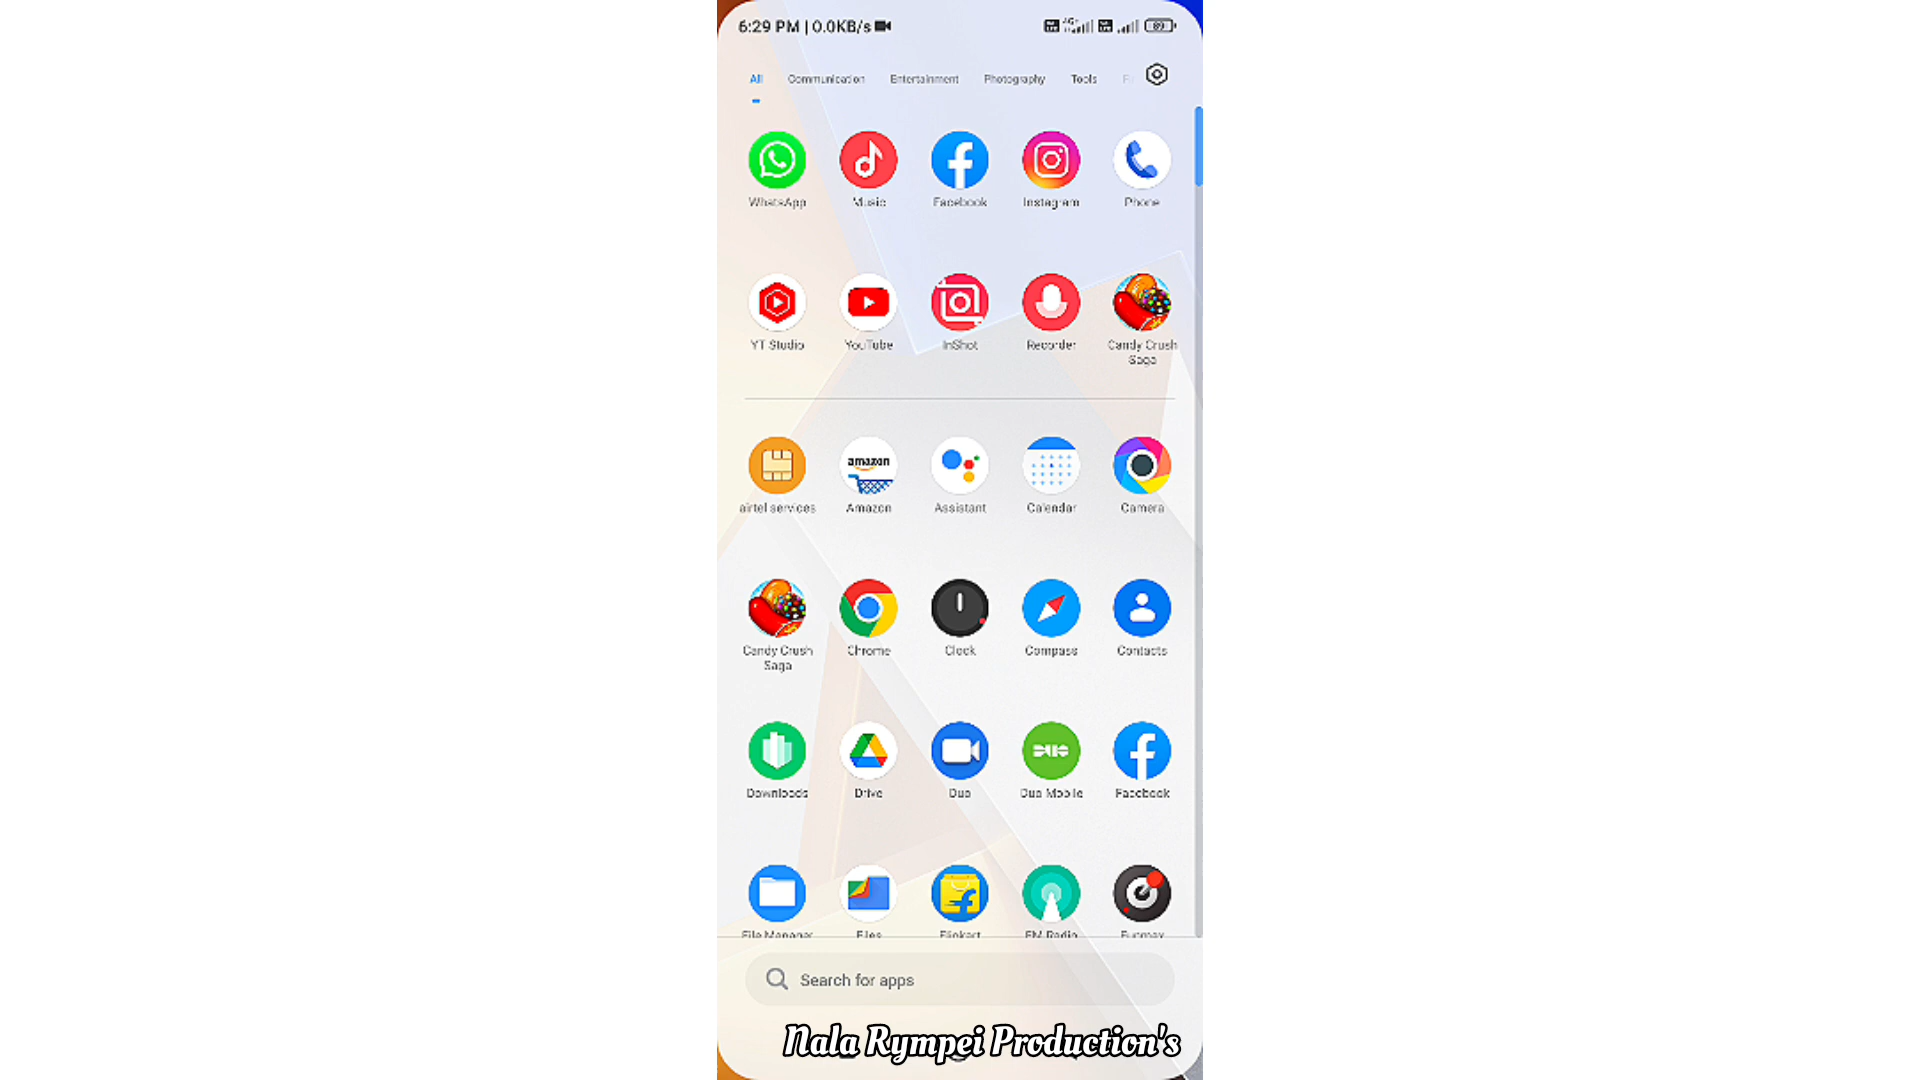 6:29 PM | 0.0KB/s
All Communication Entertainment Photography Tools
WhatsApp Music Facebook Instagram Phone
YT Studio YouTube InShot Recorder Candy Crush Saga
amazon
airtel services Amazon Assistant Calendar Camera
Candy Crush Saga Chrome Clock Compass Contacts
Downloads Drive Duo Duo Mobile Facebook
File Manager Files Flipkart FM Radio Funmax
Search for apps
Nala Rympei Production's